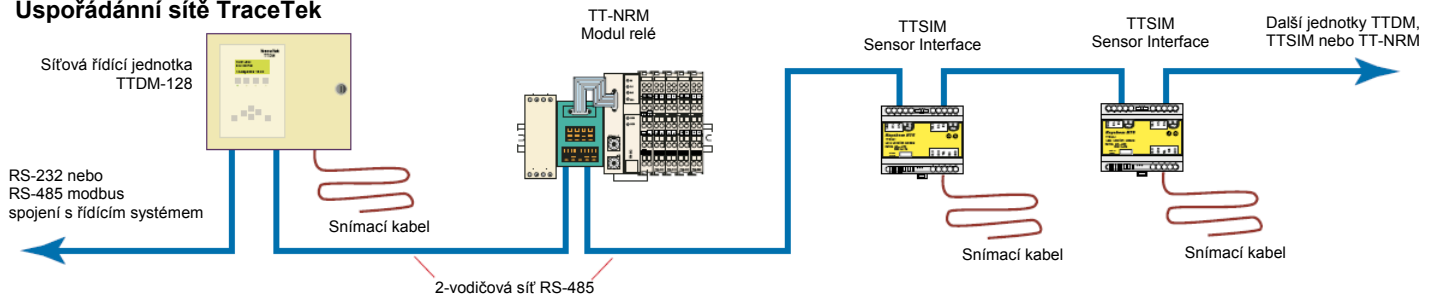 Uspořádánní sítě TraceTek
Síťová řídící jednotka
TTDM-128
TT-NRM
Modul relé
TTSIM
Sensor Interface
TTSIM
Sensor Interface
Další jednotky TTDM,
TTSIM nebo TT-NRM
RS-232 nebo
RS-485 modbus
spojení s řídícím systémem
Snímací kabel
2-vodičová síť RS-485
Snímací kabel
Snímací kabel